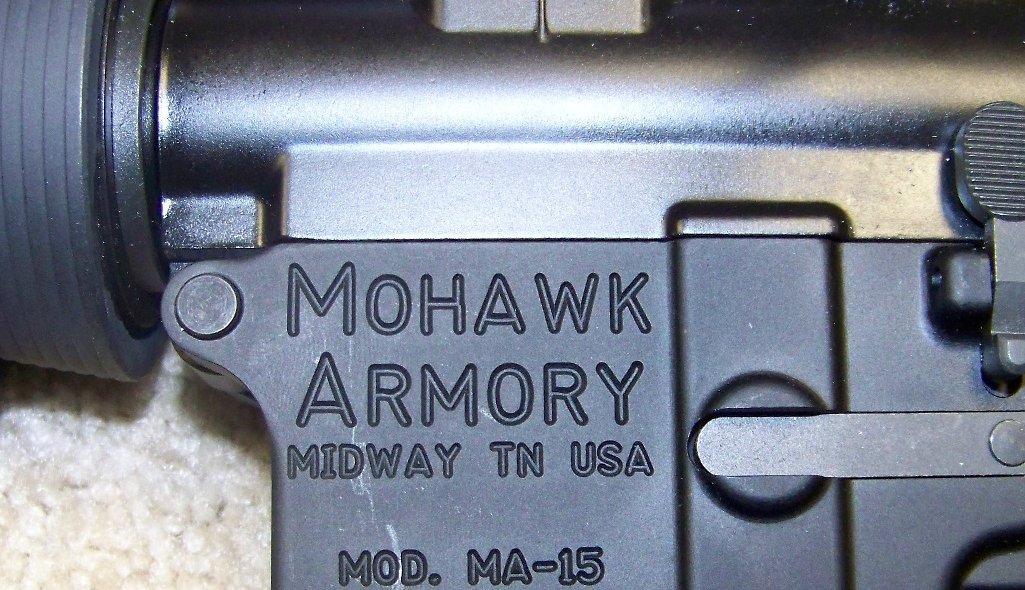 MOHAWK
ARMORY
MIDWAY TN USA
MOD. MA-15